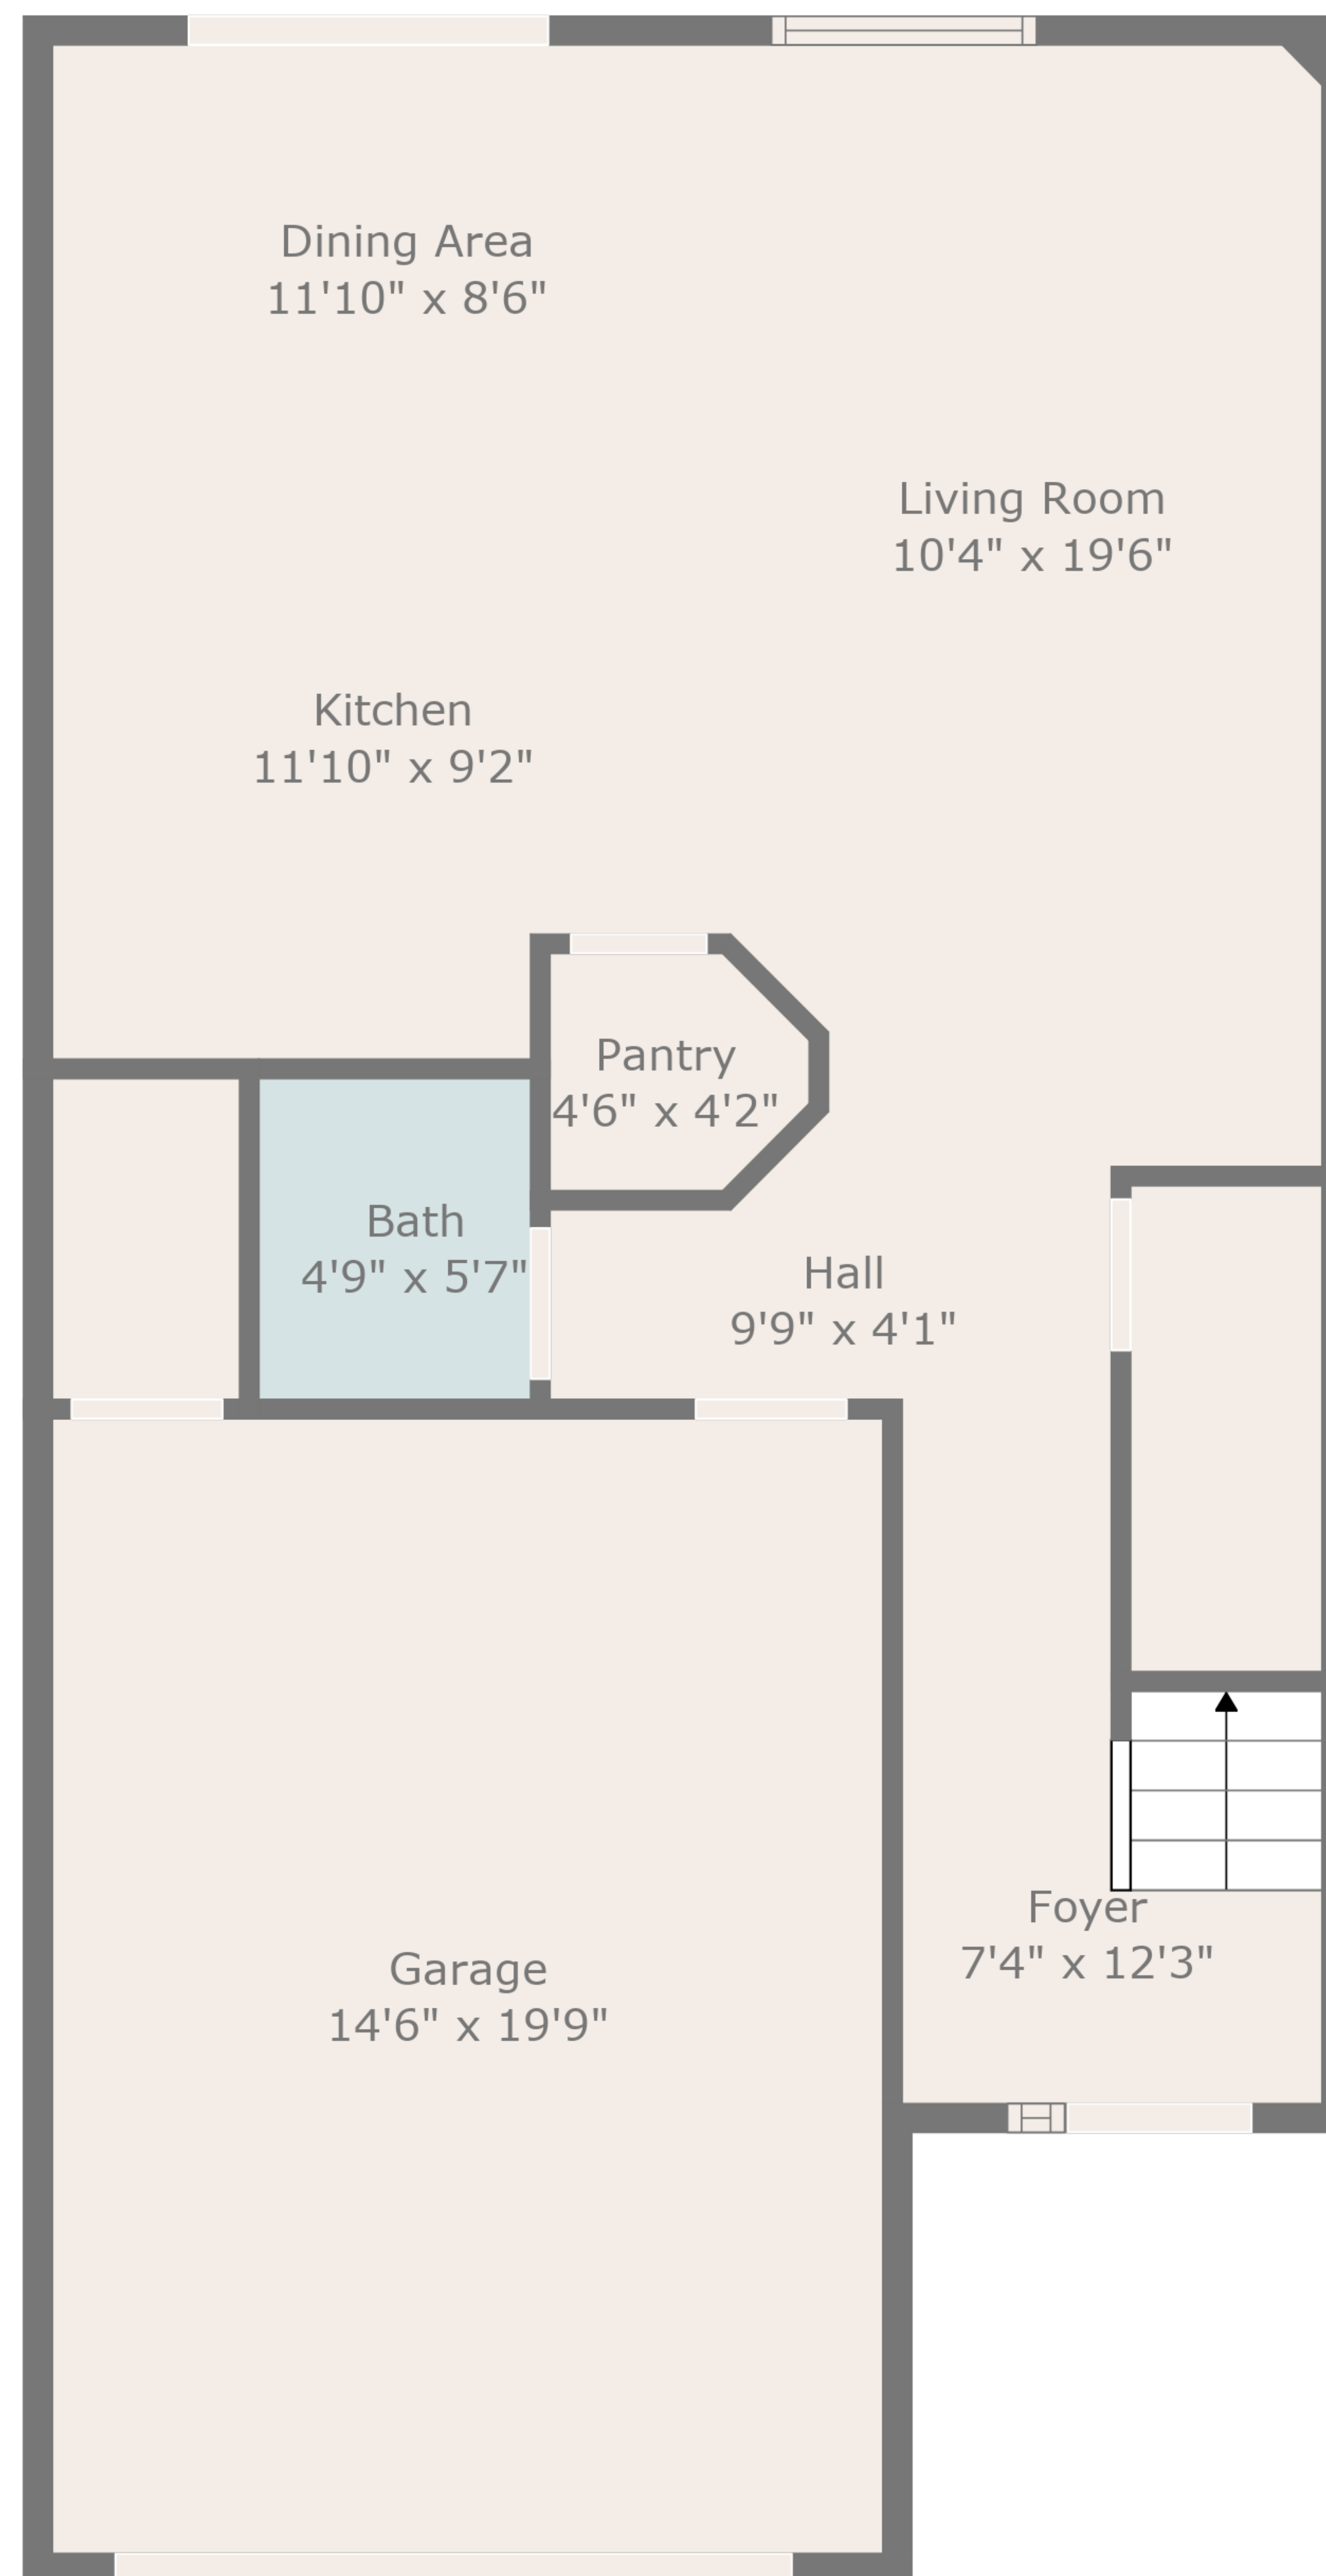 Dining Area
11'10" x 8'6"
Living Room
10'4" x 19'6"
Kitchen
11'10" x 9'2"
Pantry
4'6" x 4'2"
Bath
4'9" x 5'7"
Hall
9'9" x 4'1"
Foyer
7'4" x 12'3"
Garage
14'6" x 19'9"